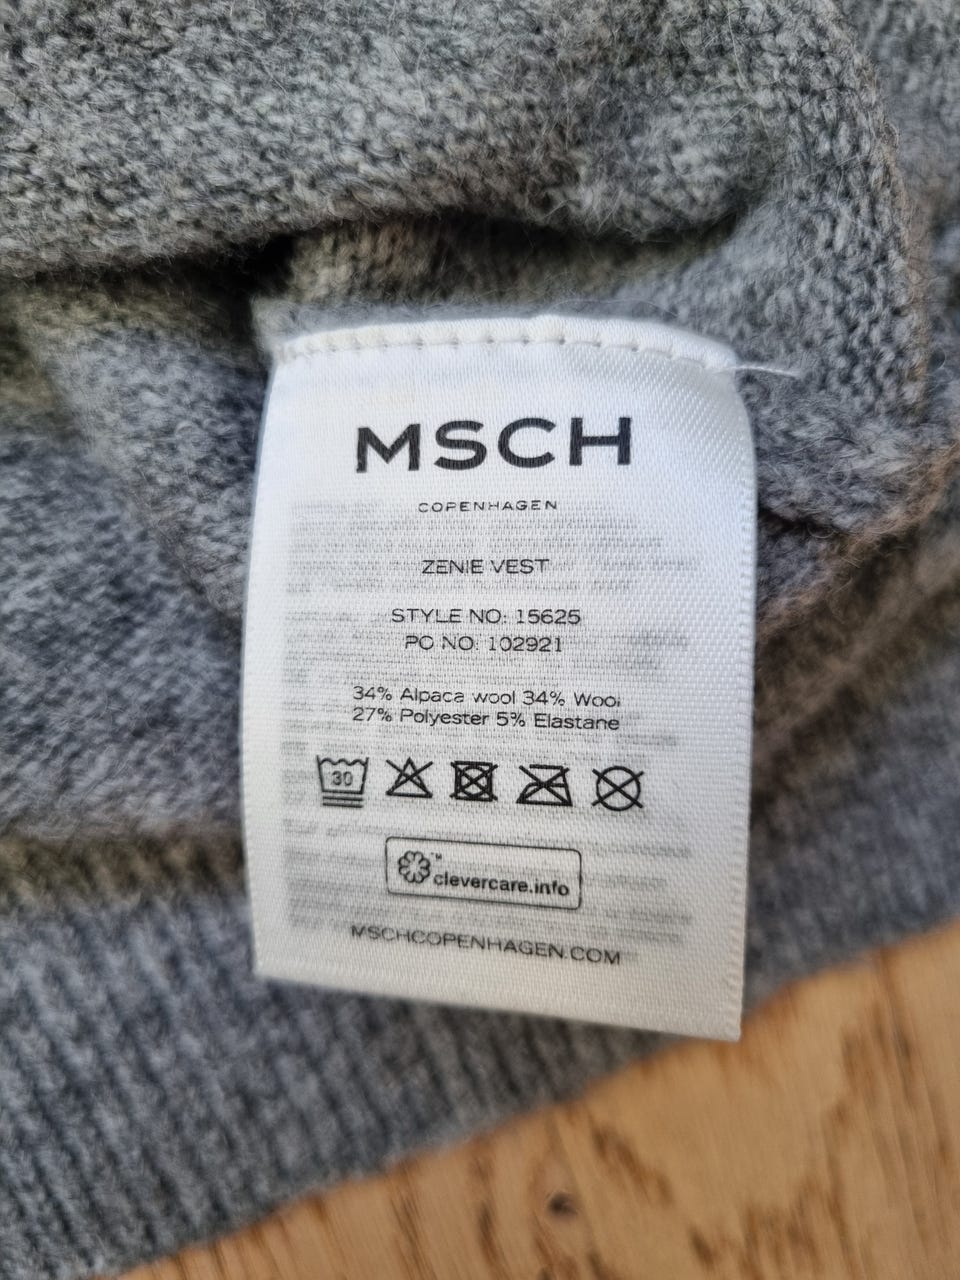 MSCH
COPENHAGEN
ZENIE VEST
STYLE NO: 15625
PO NO: 102921
34% Alpaca wool 34% Wool
27% Polyester 5% Elastane
30
™
clevercare.info
MSCHCOPENHAGEN.COM